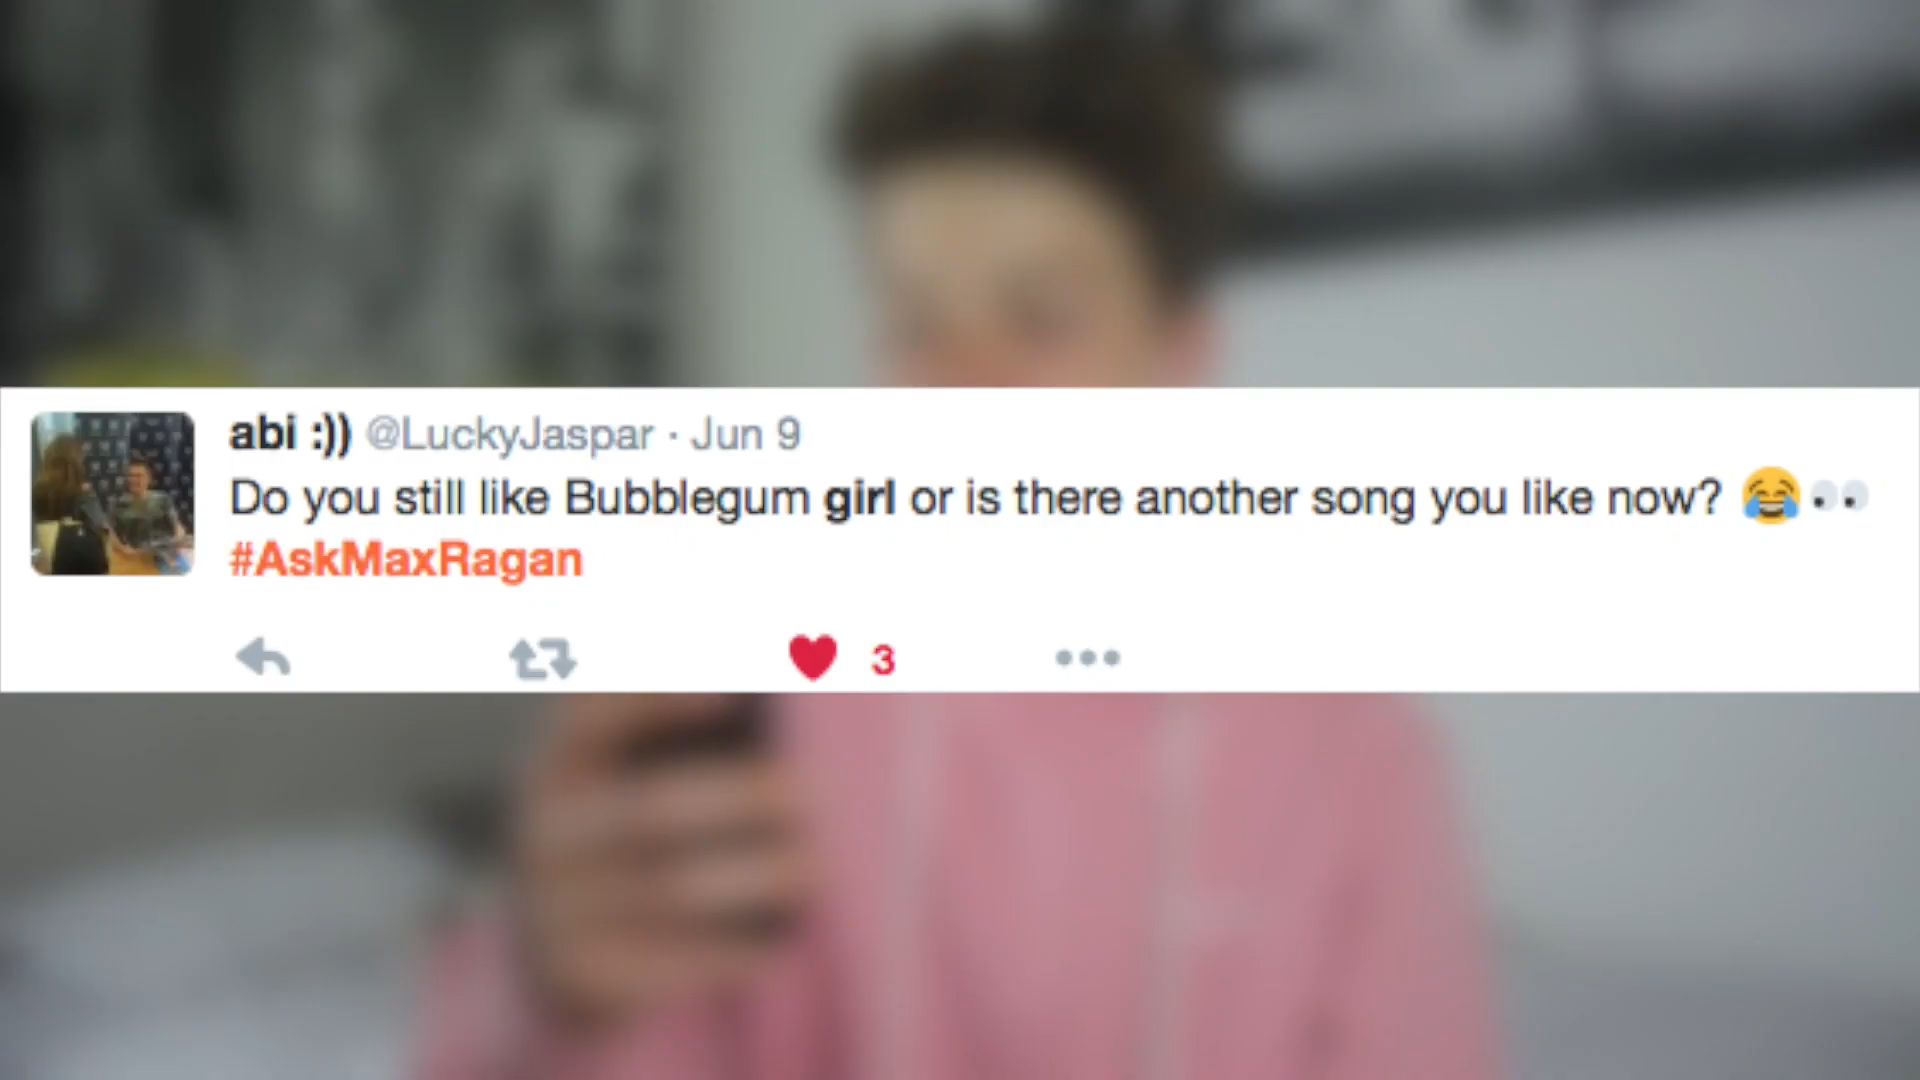 abi :)) @LuckyJaspar · Jun 9
Do you still like Bubblegum girl or is there another song you like now? 😂👀
#AskMaxRagan
3